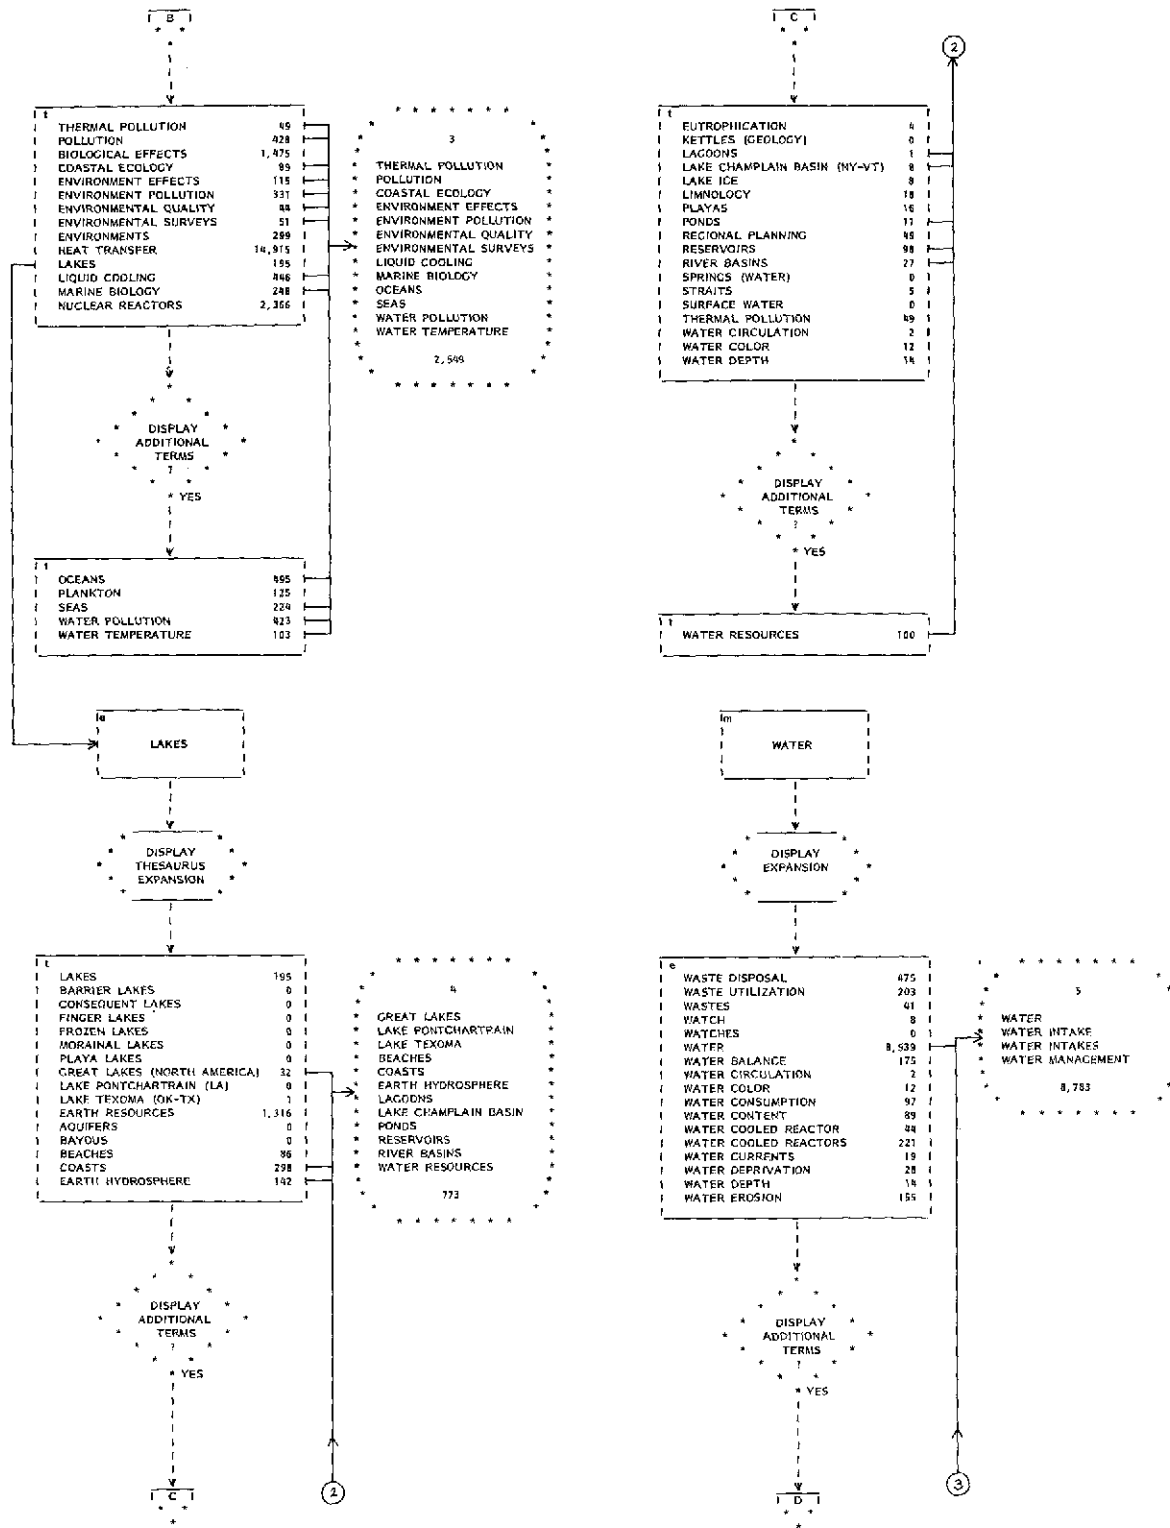 B
t
THERMAL POLLUTION 49
POLLUTION 428
BIOLOGICAL EFFECTS 1,475
COASTAL ECOLOGY 89
ENVIRONMENT EFFECTS 115
ENVIRONMENT POLLUTION 331
ENVIRONMENTAL QUALITY 44
ENVIRONMENTAL SURVEYS 51
ENVIRONMENTS 299
HEAT TRANSFER 14,915
LAKES 195
LIQUID COOLING 446
MARINE BIOLOGY 248
NUCLEAR REACTORS 2,366
3
THERMAL POLLUTION
POLLUTION
COASTAL ECOLOGY
ENVIRONMENT EFFECTS
ENVIRONMENT POLLUTION
ENVIRONMENTAL QUALITY
ENVIRONMENTAL SURVEYS
LIQUID COOLING
MARINE BIOLOGY
OCEANS
SEAS
WATER POLLUTION
WATER TEMPERATURE
2,549
DISPLAY
ADDITIONAL
TERMS
?
YES
t
OCEANS 495
PLANKTON 125
SEAS 224
WATER POLLUTION 423
WATER TEMPERATURE 103
LAKES
DISPLAY
THESAURUS
EXPANSION
t
LAKES 195
BARRIER LAKES 0
CONSEQUENT LAKES 0
FINGER LAKES 0
FROZEN LAKES 0
MORAINAL LAKES 0
PLAYA LAKES 0
GREAT LAKES (NORTH AMERICA) 32
LAKE PONTCHARTRAIN (LA) 0
LAKE TEXOMA (OK-TX) 1
EARTH RESOURCES 1,316
AQUIFERS 0
BAYOUS 0
BEACHES 86
COASTS 298
EARTH HYDROSPHERE 142
4
GREAT LAKES
LAKE PONTCHARTRAIN
LAKE TEXOMA
BEACHES
COASTS
EARTH HYDROSPHERE
LAGOONS
LAKE CHAMPLAIN BASIN
PONDS
RESERVOIRS
RIVER BASINS
WATER RESOURCES
773
DISPLAY
ADDITIONAL
TERMS
?
YES
C
2
C
2
t
EUTROPHICATION 4
KETTLES (GEOLOGY) 0
LAGOONS 1
LAKE CHAMPLAIN BASIN (NY-VT) 8
LAKE ICE 8
LIMNOLOGY 18
PLAYAS 16
PONDS 11
REGIONAL PLANNING 49
RESERVOIRS 98
RIVER BASINS 27
SPRINGS (WATER) 0
STRAITS 5
SURFACE WATER 0
THERMAL POLLUTION 49
WATER CIRCULATION 2
WATER COLOR 12
WATER DEPTH 14
DISPLAY
ADDITIONAL
TERMS
?
YES
t
WATER RESOURCES 100
m
WATER
DISPLAY
EXPANSION
e
WASTE DISPOSAL 475
WASTE UTILIZATION 203
WASTES 41
WATCH 8
WATCHES 0
WATER 8,539
WATER BALANCE 175
WATER CIRCULATION 2
WATER COLOR 12
WATER CONSUMPTION 97
WATER CONTENT 89
WATER COOLED REACTOR 44
WATER COOLED REACTORS 221
WATER CURRENTS 19
WATER DEPRIVATION 28
WATER DEPTH 14
WATER EROSION 155
5
WATER
WATER INTAKE
WATER INTAKES
WATER MANAGEMENT
8,783
DISPLAY
ADDITIONAL
TERMS
?
YES
D
3